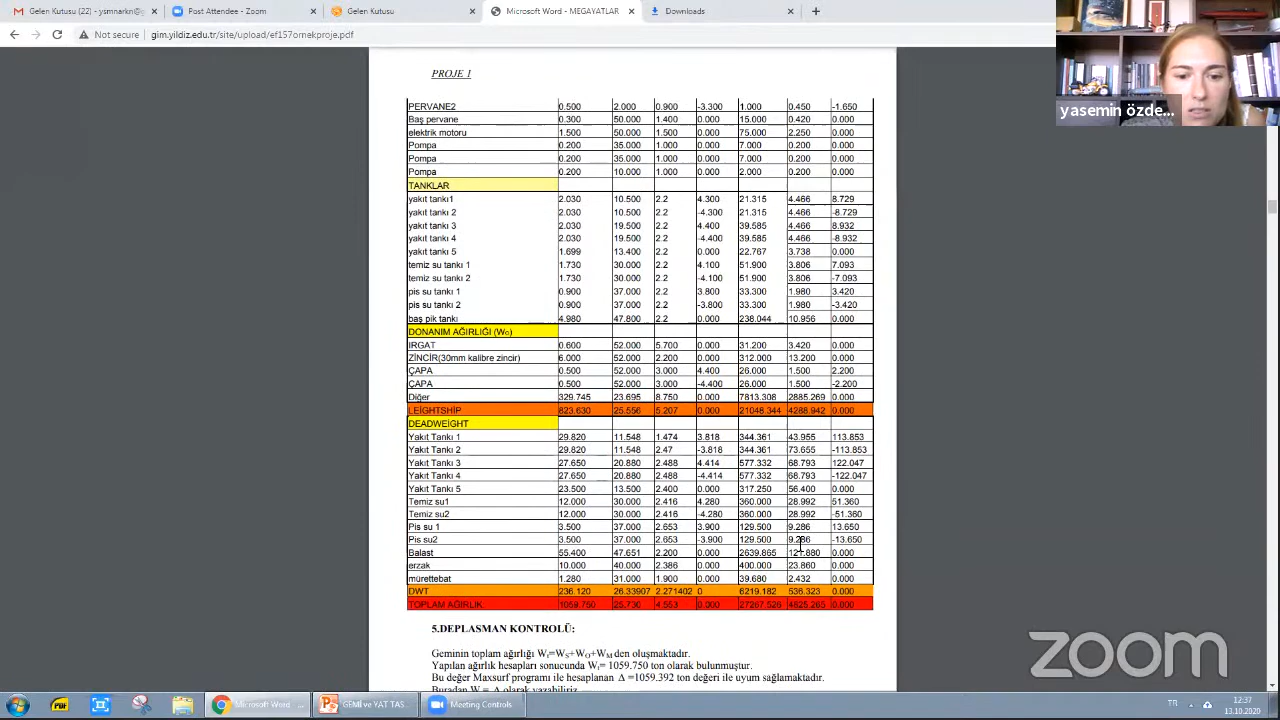 Gelen Kutusu (22) - ysmarkn@g
Post Attendee - Zoom
Gelen Kutusu
Microsoft Word - MEGAYATLAR
Downloads
Not secure gim.yildiz.edu.tr/site/upload/ef157ornekproje.pdf
yasemin özde...
PROJE 1
PERVANE2 0.500 2.000 0.900 -3.300 1.000 0.450 -1.650
Baş pervane 0.300 50.000 1.400 0.000 15.000 0.420 0.000
elektrik motoru 1.500 50.000 1.500 0.000 75.000 2.250 0.000
Pompa 0.200 35.000 1.000 0.000 7.000 0.200 0.000
Pompa 0.200 35.000 1.000 0.000 7.000 0.200 0.000
Pompa 0.200 10.000 1.000 0.000 2.000 0.200 0.000
TANKLAR
yakıt tankı1 2.030 10.500 2.2 4.300 21.315 4.466 8.729
yakıt tankı 2 2.030 10.500 2.2 -4.300 21.315 4.466 -8.729
yakıt tankı 3 2.030 19.500 2.2 4.400 39.585 4.466 8.932
yakıt tankı 4 2.030 19.500 2.2 -4.400 39.585 4.466 -8.932
yakıt tankı 5 1.699 13.400 2.2 0.000 22.767 3.738 0.000
temiz su tankı 1 1.730 30.000 2.2 4.100 51.900 3.806 7.093
temiz su tankı 2 1.730 30.000 2.2 -4.100 51.900 3.806 -7.093
pis su tankı 1 0.900 37.000 2.2 3.800 33.300 1.980 3.420
pis su tankı 2 0.900 37.000 2.2 -3.800 33.300 1.980 -3.420
baş pik tankı 4.980 47.800 2.2 0.000 238.044 10.956 0.000
DONANIM AĞIRLIĞI (Wo)
IRGAT 0.600 52.000 5.700 0.000 31.200 3.420 0.000
ZİNCİR(30mm kalibre zincir) 6.000 52.000 2.200 0.000 312.000 13.200 0.000
ÇAPA 0.500 52.000 3.000 4.400 26.000 1.500 2.200
ÇAPA 0.500 52.000 3.000 -4.400 26.000 1.500 -2.200
Diğer 329.745 23.695 8.750 0.000 7813.308 2885.269 0.000
LEİGHTSHİP 823.630 25.556 5.207 0.000 21048.344 4288.942 0.000
DEADWEİGHT
Yakıt Tankı 1 29.820 11.548 1.474 3.818 344.361 43.955 113.853
Yakıt Tankı 2 29.820 11.548 2.47 -3.818 344.361 73.655 -113.853
Yakıt Tankı 3 27.650 20.880 2.488 4.414 577.332 68.793 122.047
Yakıt Tankı 4 27.650 20.880 2.488 -4.414 577.332 68.793 -122.047
Yakıt Tankı 5 23.500 13.500 2.400 0.000 317.250 56.400 0.000
Temiz su1 12.000 30.000 2.416 4.280 360.000 28.992 51.360
Temiz su2 12.000 30.000 2.416 -4.280 360.000 28.992 -51.360
Pis su 1 3.500 37.000 2.653 3.900 129.500 9.286 13.650
Pis su2 3.500 37.000 2.653 -3.900 129.500 9.286 -13.650
Balast 55.400 47.651 2.200 0.000 2639.865 0.000
erzak 10.000 40.000 2.386 0.000 400.000 23.860 0.000
mürettebat 1.280 31.000 1.900 0.000 39.680 2.432 0.000
DWT 236.120 26.33907 2.271402 0 6219.182 536.323 0.000
TOPLAM AĞIRLIK 1059.750 25.730 4.553 0.000 27267.526 4825.265 0.000
5.DEPLASMAN KONTROLÜ:
Geminin toplam ağırlığı Wt=WS+WO+WM den oluşmaktadır.
Yapılan ağırlık hesapları sonucunda Wt= 1059.750 ton olarak bulunmuştur.
Bu değer Maxsurf programı ile hesaplanan Δ =1059.392 ton değeri ile uyum sağlamaktadır.
Buradan W = Δ olarak yazabiliriz
zoom
Microsoft Word - ...
GEMİ ve YAT TAS...
Meeting Controls
TR
12:37
13.10.2020